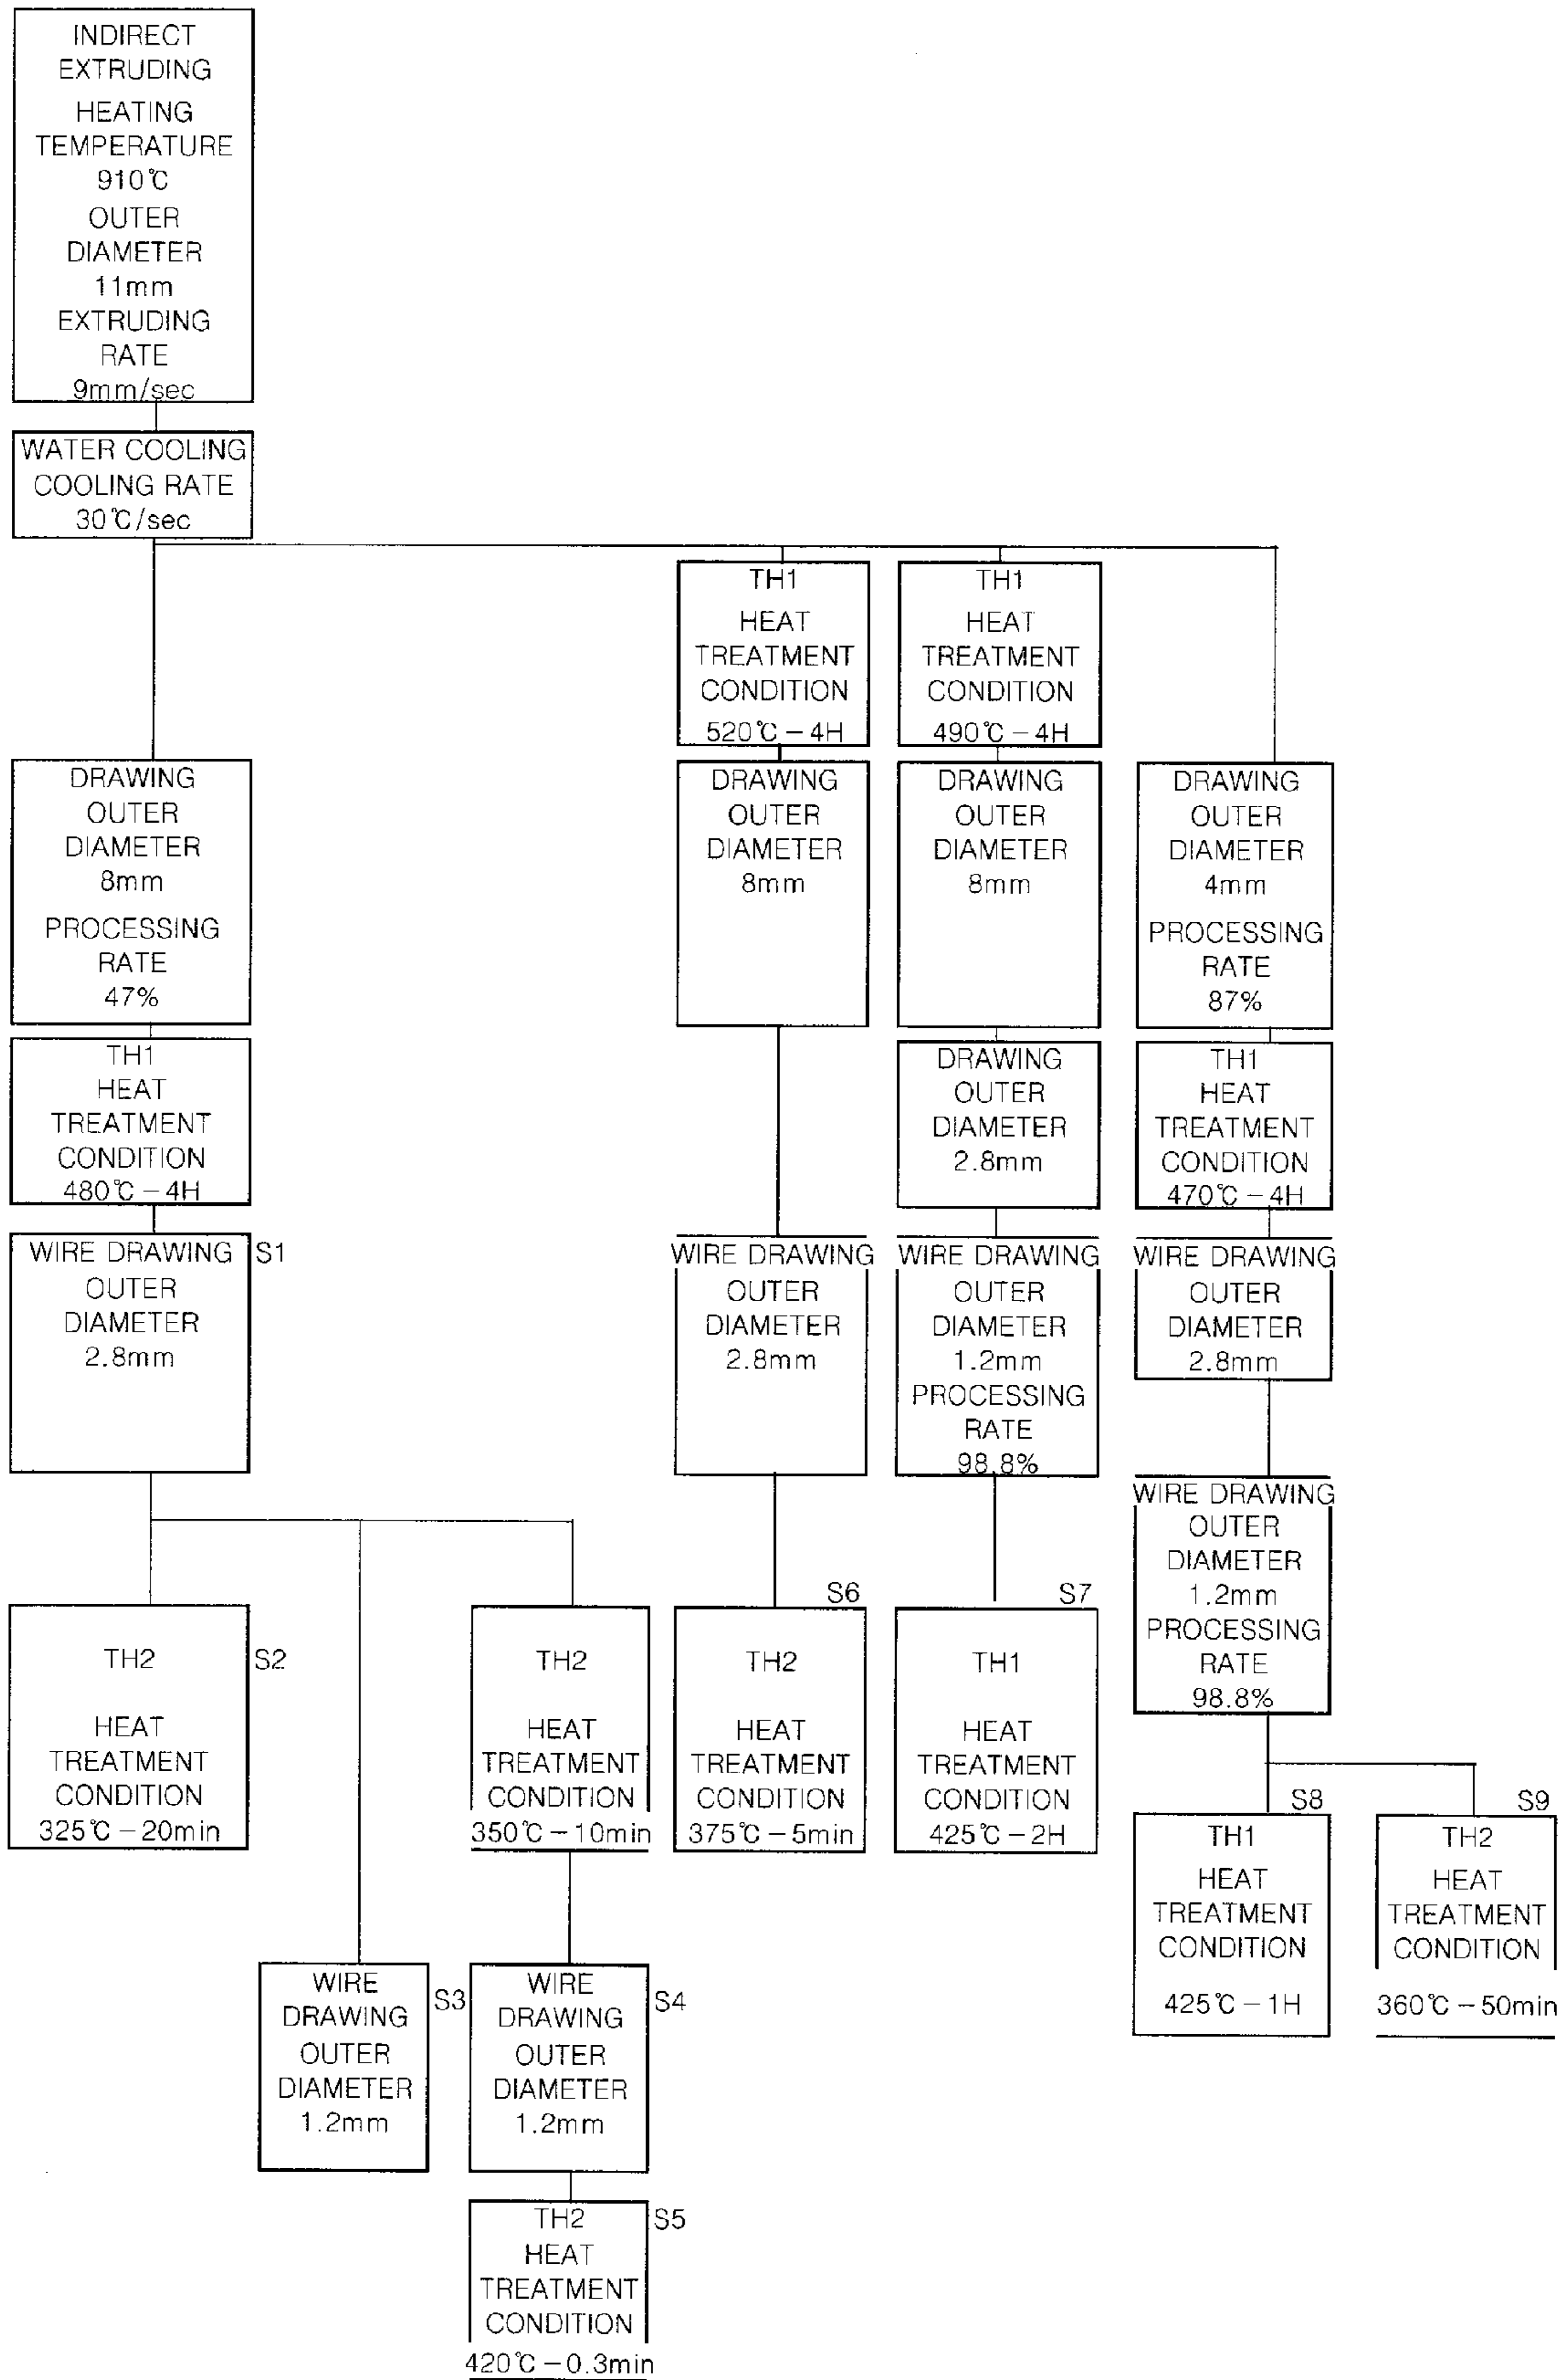 INDIRECT
EXTRUDING
HEATING
TEMPERATURE
910℃
OUTER
DIAMETER
11mm
EXTRUDING
RATE
9mm/sec
WATER COOLING
COOLING RATE
30℃/sec
DRAWING
OUTER
DIAMETER
8mm
PROCESSING
RATE
47%
TH1
HEAT
TREATMENT
CONDITION
480℃－4H
WIRE DRAWING
OUTER
DIAMETER
2.8mm
S1
TH2
HEAT
TREATMENT
CONDITION
325℃－20min
S2
WIRE
DRAWING
OUTER
DIAMETER
1.2mm
S3
TH2
HEAT
TREATMENT
CONDITION
350℃－10min
WIRE
DRAWING
OUTER
DIAMETER
1.2mm
S4
TH2
HEAT
TREATMENT
CONDITION
420℃－0.3min
S5
TH1
HEAT
TREATMENT
CONDITION
520℃－4H
DRAWING
OUTER
DIAMETER
8mm
WIRE DRAWING
OUTER
DIAMETER
2.8mm
S6
TH2
HEAT
TREATMENT
CONDITION
375℃－5min
TH1
HEAT
TREATMENT
CONDITION
490℃－4H
DRAWING
OUTER
DIAMETER
8mm
DRAWING
OUTER
DIAMETER
2.8mm
WIRE DRAWING
OUTER
DIAMETER
1.2mm
PROCESSING
RATE
98.8%
S7
TH1
HEAT
TREATMENT
CONDITION
425℃－2H
DRAWING
OUTER
DIAMETER
4mm
PROCESSING
RATE
87%
TH1
HEAT
TREATMENT
CONDITION
470℃－4H
WIRE DRAWING
OUTER
DIAMETER
2.8mm
WIRE DRAWING
OUTER
DIAMETER
1.2mm
PROCESSING
RATE
98.8%
S8
TH1
HEAT
TREATMENT
CONDITION
425℃－1H
S9
TH2
HEAT
TREATMENT
CONDITION
360℃－50min